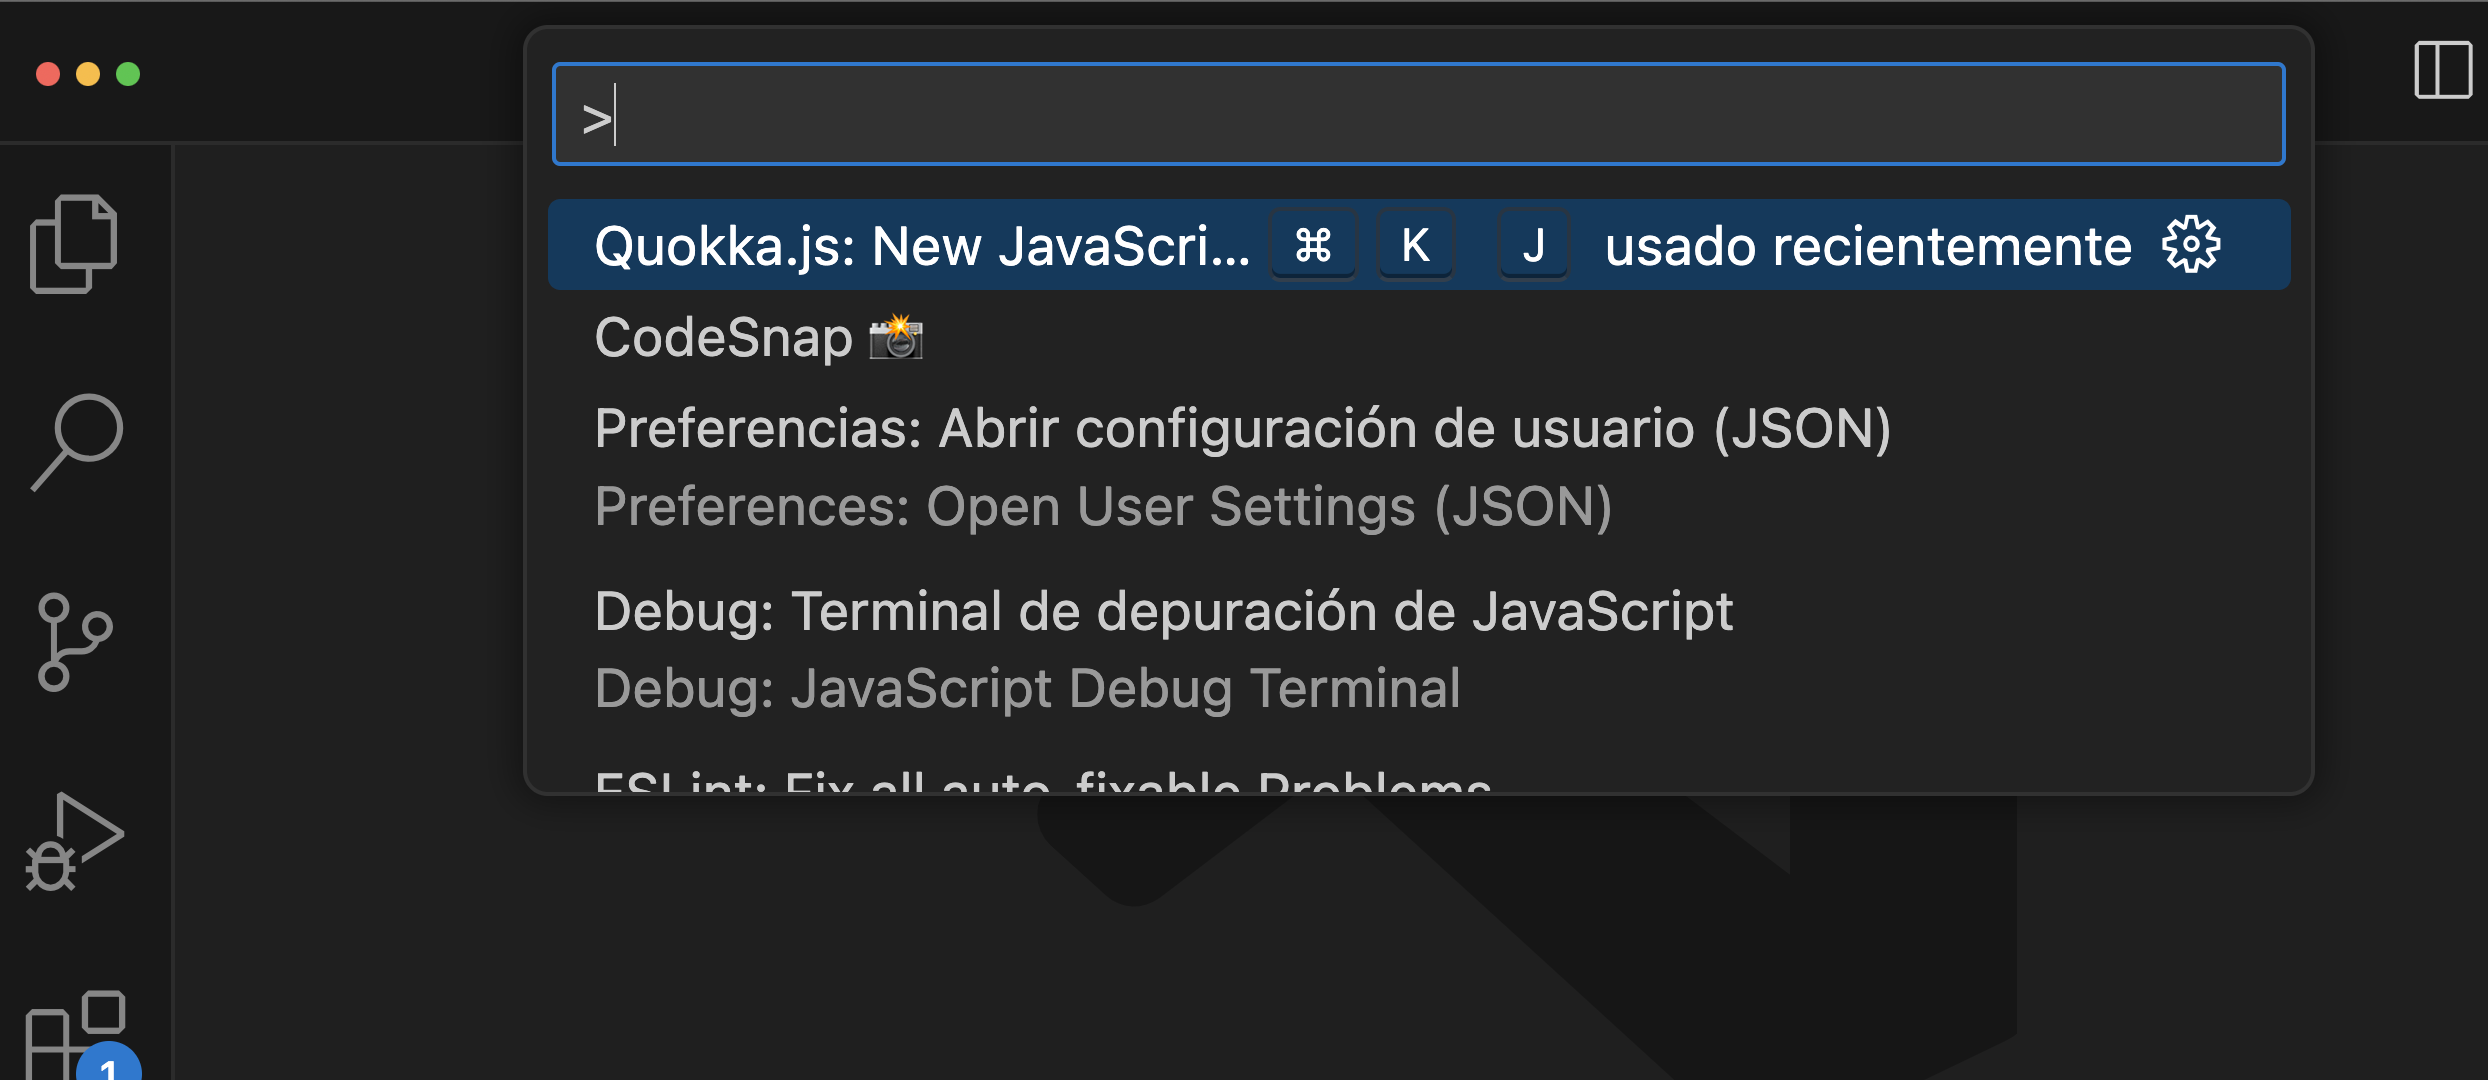 >
Quokka.js: New JavaScri... ⌘ K J usado recientemente
CodeSnap 📸
Preferencias: Abrir configuración de usuario (JSON)
Preferences: Open User Settings (JSON)
Debug: Terminal de depuración de JavaScript
Debug: JavaScript Debug Terminal
ESLint: Fix all auto-fixable Problems
1